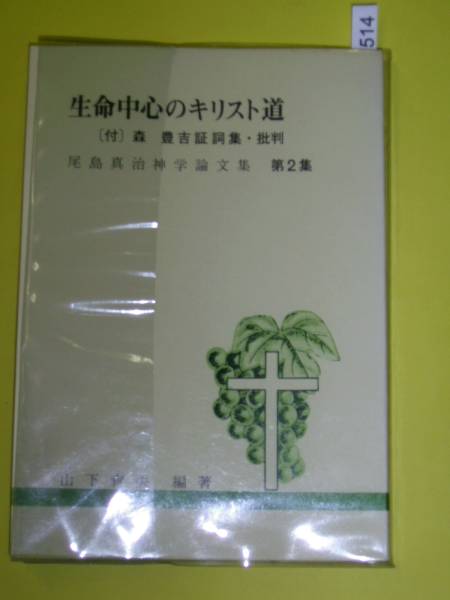 514
生命中心のキリスト道
〔付〕森 豊吉証詞集・批判
尾島真治神学論文集 第2集
山下 編著